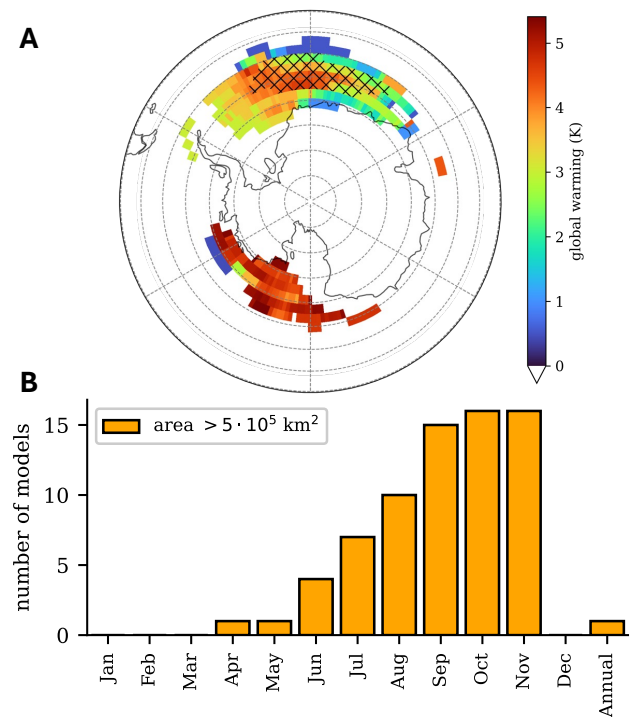 A
5
4
3
2
1
0
global warming (K)
B
area > 5 · 10⁵ km²
number of models
15
10
5
0
Jan
Feb
Mar
Apr
May
Jun
Jul
Aug
Sep
Oct
Nov
Dec
Annual